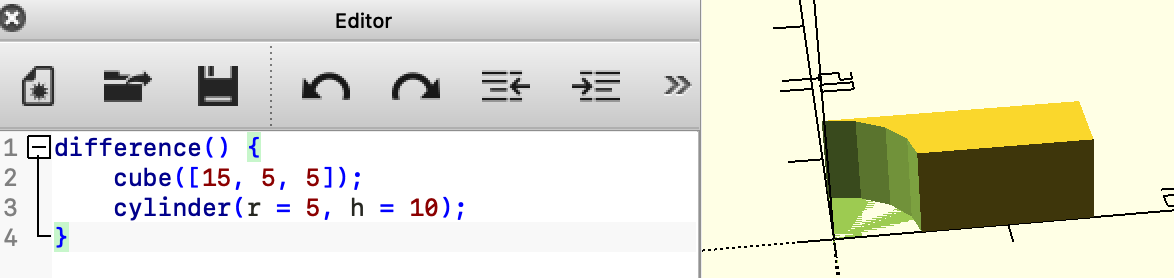 Editor
1 difference() {
2 cube([15, 5, 5]);
3 cylinder(r = 5, h = 10);
4 }